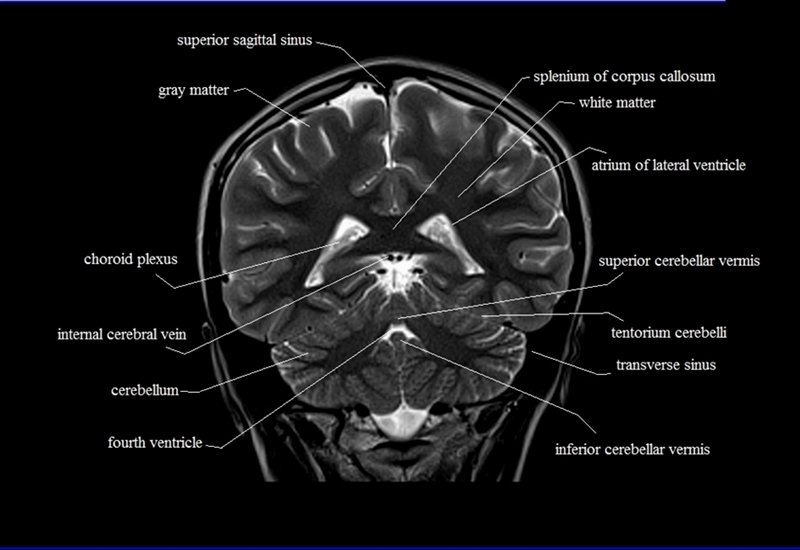 superior sagittal sinus
splenium of corpus callosum
gray matter
white matter
atrium of lateral ventricle
choroid plexus
superior cerebellar vermis
internal cerebral vein
tentorium cerebelli
transverse sinus
cerebellum
fourth ventricle
inferior cerebellar vermis